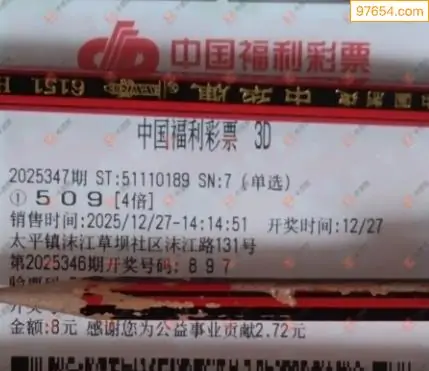 97654.com
中国福利彩票
6151
中国福利彩票 3D
2025347期 ST:51110189 SN:7 (单选)
① 5 0 9 [4倍]
销售时间:2025/12/27-14:14:51 开奖时间:12/27
太平镇沫江草坝社区沫江路131号
第2025346期开奖号码: 8 9 7
金额:8元 感谢您为公益事业贡献2.72元